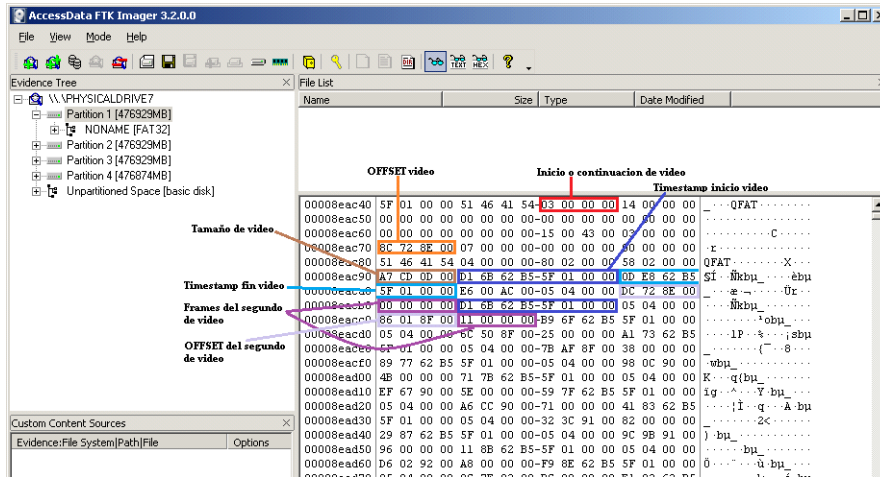 AccessData FTK Imager 3.2.0.0
File View Mode Help
Evidence Tree
File List
\\.\PHYSICALDRIVE7
Partition 1 [476929MB]
NONAME [FAT32]
Partition 2 [476929MB]
Partition 3 [476929MB]
Partition 4 [476874MB]
Unpartitioned Space [basic disk]
Name Size Type Date Modified
OFFSET video
Inicio o continuacion de video
Timestamp inicio video
Tamaño de video
Timestamp fin video
Frames del segundo
de video
OFFSET del segundo
de video
00008eac40 5F 01 00 00 51 46 41 54-03 00 00 00 14 00 00 00 _···QFAT········
00008eac50 00 00 00 00 00 00 00 00-00 00 00 00
00008eac60 00 00 00 00 00 00 00 00-15 00 43 00 03 00 00 00
00008eac70 8C 72 8E 00 07 00 00 00-00 00 00 00
00008eac80 51 46 41 54 04 00 00 00-80 02 00 00 58 02 00 00 QFAT········X···
00008eac90 A7 CD 0D 00 D1 6B 62 B5-5F 01 00 00 0D E8 62 B5
00008eaca0 5F 01 00 00 E6 00 AC 00-05 04 00 00 DC 72 8E 00
00008eacb0 00 00 00 00 D1 6B 62 B5-5F 01 00 00 05 04 00 00
00008eacc0 86 01 8F 00 11 00 00 00-B9 6F 62 B5 5F 01 00 00
00008eacd0 05 04 00 00 6C 50 8F 00-25 00 00 00 A1 73 62 B5
00008eace0 5F 01 00 00 05 04 00 00-7B AF 8F 00 38 00 00 00
00008eacf0 89 77 62 B5 5F 01 00 00-05 04 00 00 98 0C 90 00
00008ead00 4B 00 00 00 71 7B 62 B5-5F 01 00 00 05 04 00 00
00008ead10 EF 67 90 00 5E 00 00 00-59 7F 62 B5 5F 01 00 00
00008ead20 05 04 00 00 A6 CC 90 00-71 00 00 00 41 83 62 B5
00008ead30 5F 01 00 00 05 04 00 00-32 3C 91 00 82 00 00 00
00008ead40 29 87 62 B5 5F 01 00 00-05 04 00 00 9C 9B 91 00
00008ead50 96 00 00 00 11 8B 62 B5-5F 01 00 00 05 04 00 00
00008ead60 D6 02 92 00 A8 00 00 00-F9 8E 62 B5 5F 01 00 00
Custom Content Sources
Evidence:File System|Path|File Options